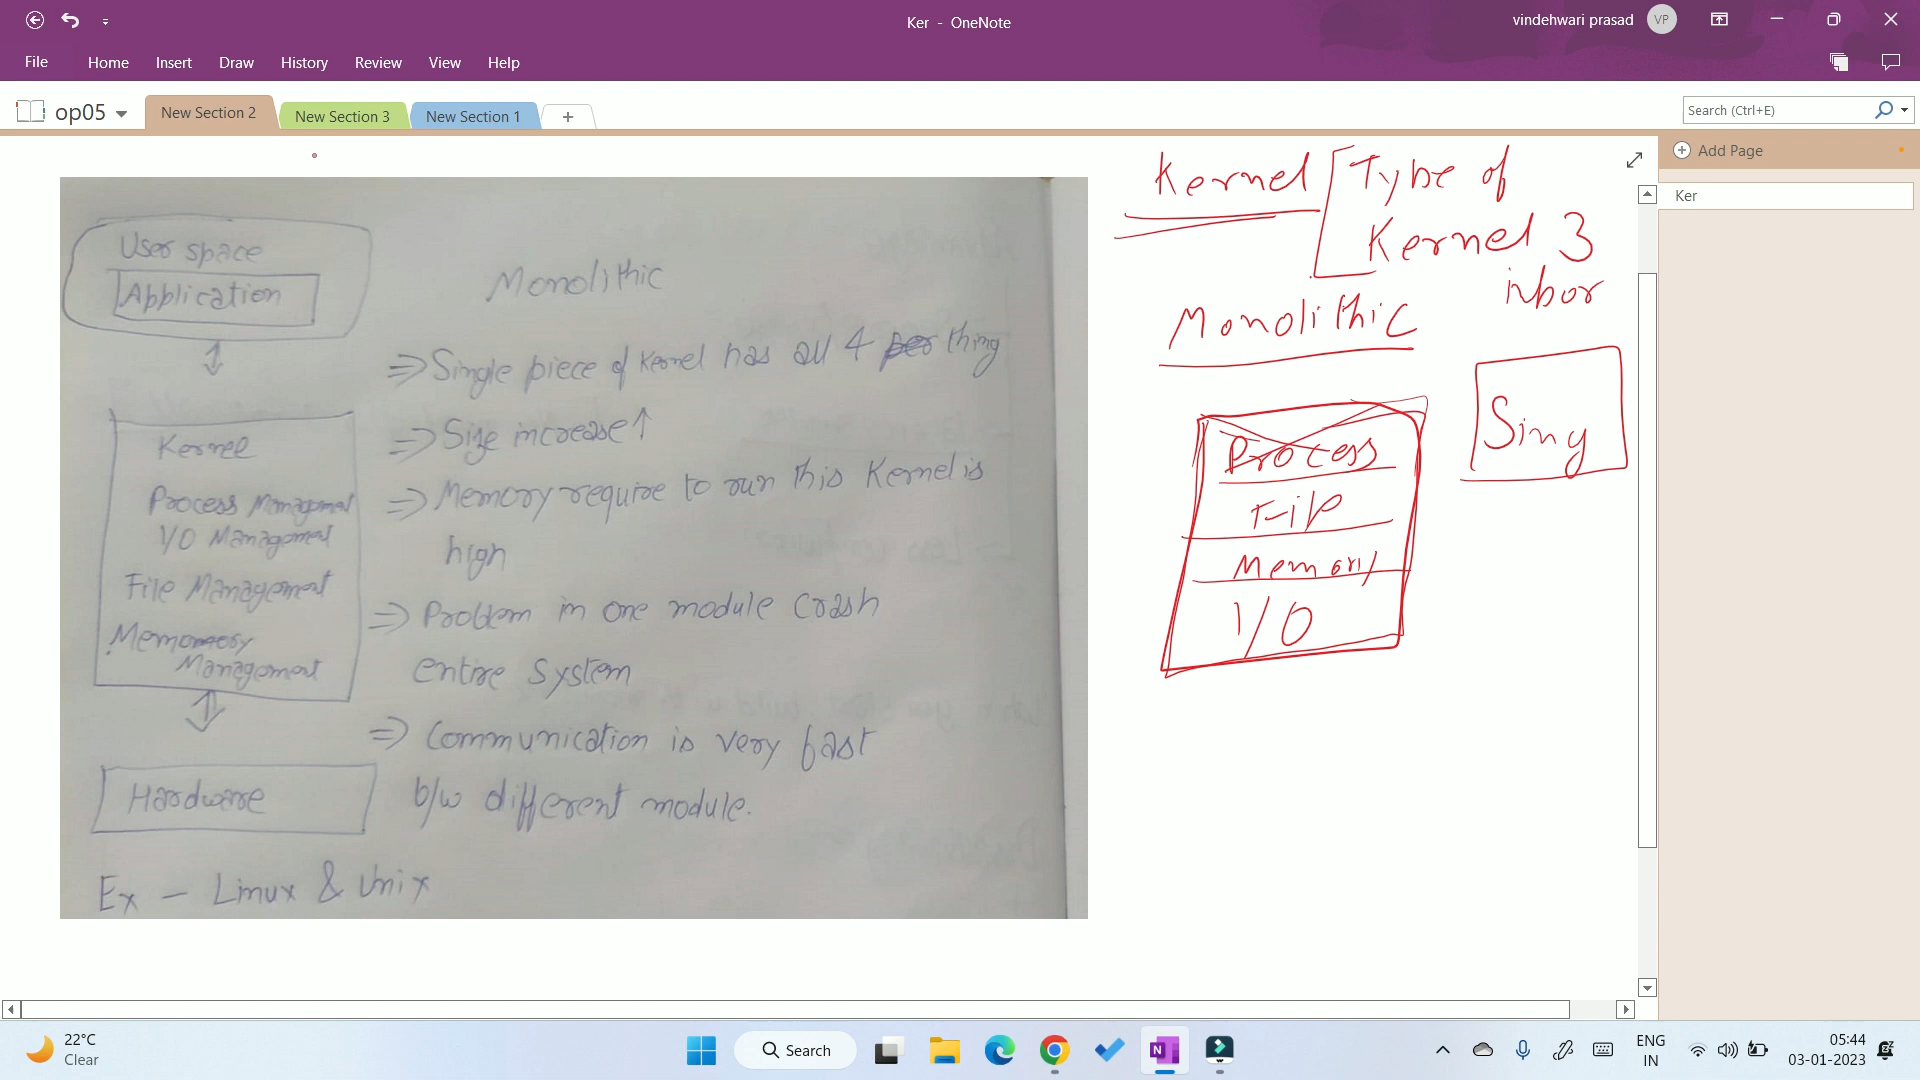 Ker - OneNote
vindehwari prasad
VP
File
Home
Insert
Draw
History
Review
View
Help
op05
New Section 2
New Section 3
New Section 1
+
Search (Ctrl+E)
Add Page
Ker
User space
Application
Monolithic
⇒ Single piece of Kernel has all 4 thing
⇒ Size increase ↑
⇒ Memory require to run this Kernel is
high
⇒ Problem in one module crash
entire system
⇒ Communication is very fast
b/w different module.
Kernel
Process Management
I/O Management
File Management
Memory
Management
Hardware
Ex - Linux & Unix
Kernel
Type of
Kernel 3
Monolithic
Process
File
Memory
I/O
Sing
22°C
Clear
Search
ENG
IN
05:44
03-01-2023